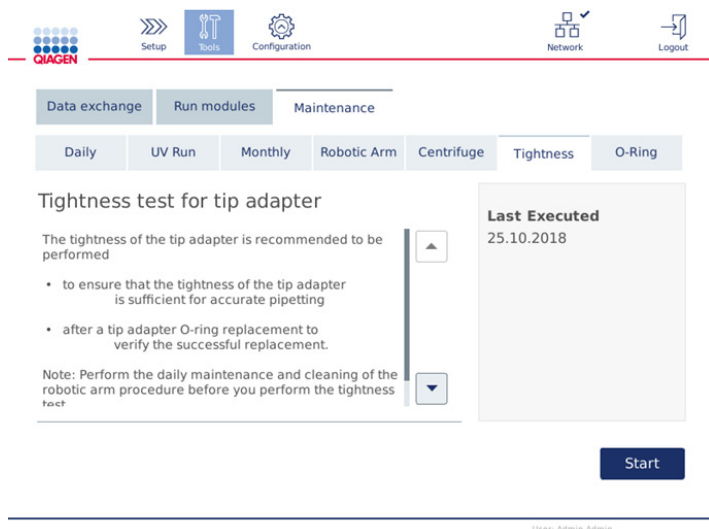 QIAGEN
Setup
Tools
Configuration
Network
Logout
Data exchange Run modules Maintenance
Daily UV Run Monthly Robotic Arm Centrifuge Tightness O-Ring
Tightness test for tip adapter
The tightness of the tip adapter is recommended to be
performed
• to ensure that the tightness of the tip adapter
is sufficient for accurate pipetting
• after a tip adapter O-ring replacement to
verify the successful replacement.
Note: Perform the daily maintenance and cleaning of the
robotic arm procedure before you perform the tightness
test
Last Executed
25.10.2018
Start
User: Admin Admin